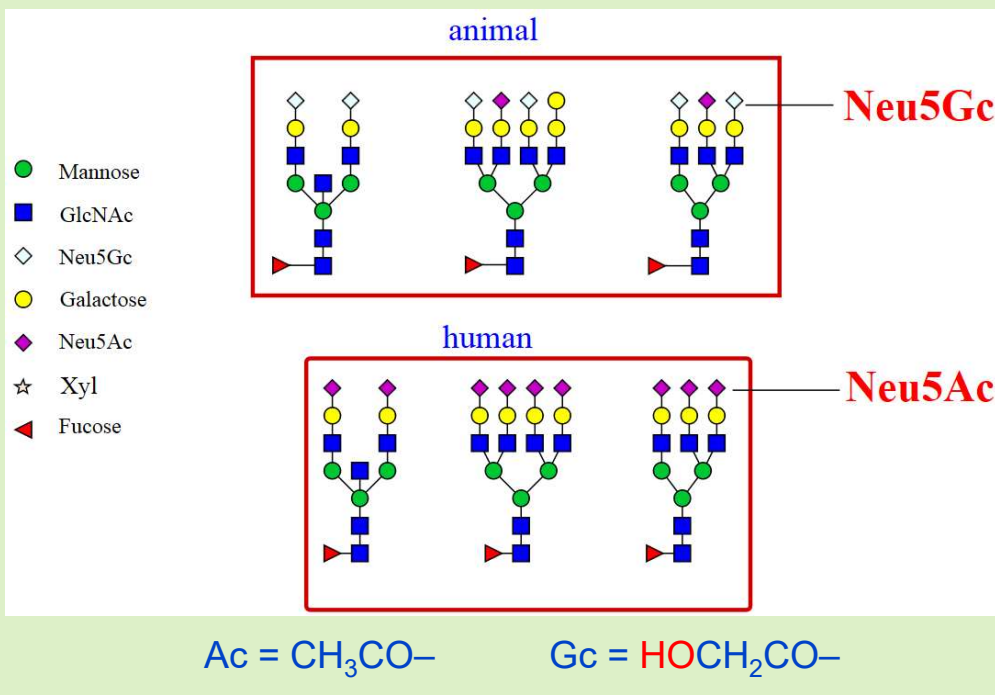 animal
Neu5Gc
Mannose
GlcNAc
Neu5Gc
Galactose
Neu5Ac
Xyl
Fucose
human
Neu5Ac
Ac = CH₃CO–
Gc = HOCH₂CO–